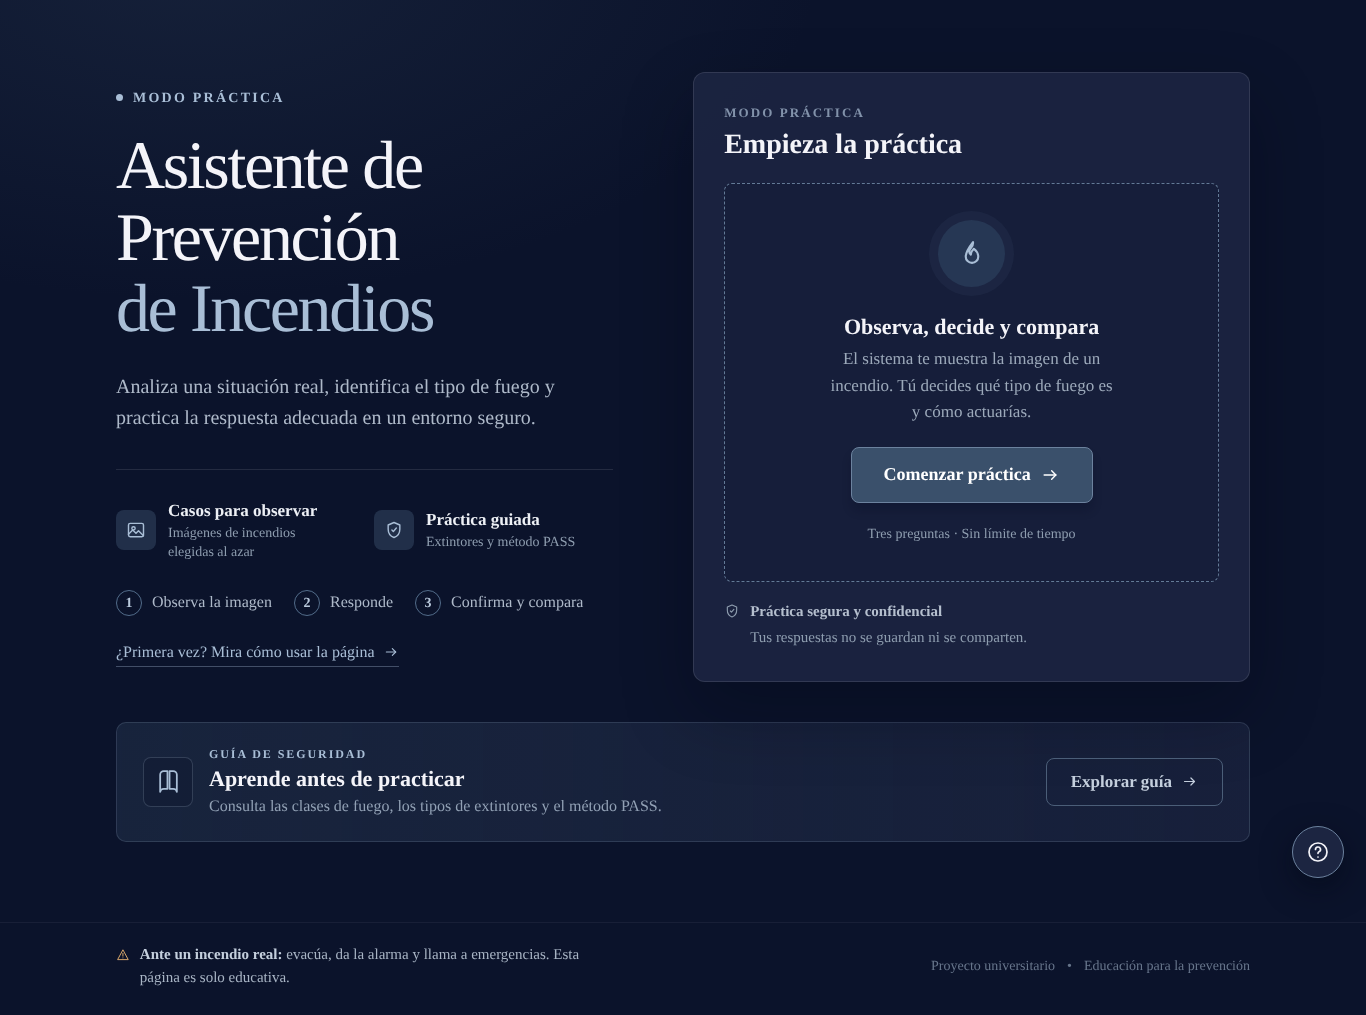 MODO PRÁCTICA
Asistente de
Prevención
de Incendios
Analiza una situación real, identifica el tipo de fuego y
practica la respuesta adecuada en un entorno seguro.
Casos para observar
Imágenes de incendios
elegidas al azar
Práctica guiada
Extintores y método PASS
1 Observa la imagen 2 Responde 3 Confirma y compara
¿Primera vez? Mira cómo usar la página →
MODO PRÁCTICA
Empieza la práctica
Observa, decide y compara
El sistema te muestra la imagen de un
incendio. Tú decides qué tipo de fuego es
y cómo actuarías.
Comenzar práctica →
Tres preguntas · Sin límite de tiempo
Práctica segura y confidencial
Tus respuestas no se guardan ni se comparten.
GUÍA DE SEGURIDAD
Aprende antes de practicar
Consulta las clases de fuego, los tipos de extintores y el método PASS.
Explorar guía →
Ante un incendio real: evacúa, da la alarma y llama a emergencias. Esta
página es solo educativa.
Proyecto universitario • Educación para la prevención